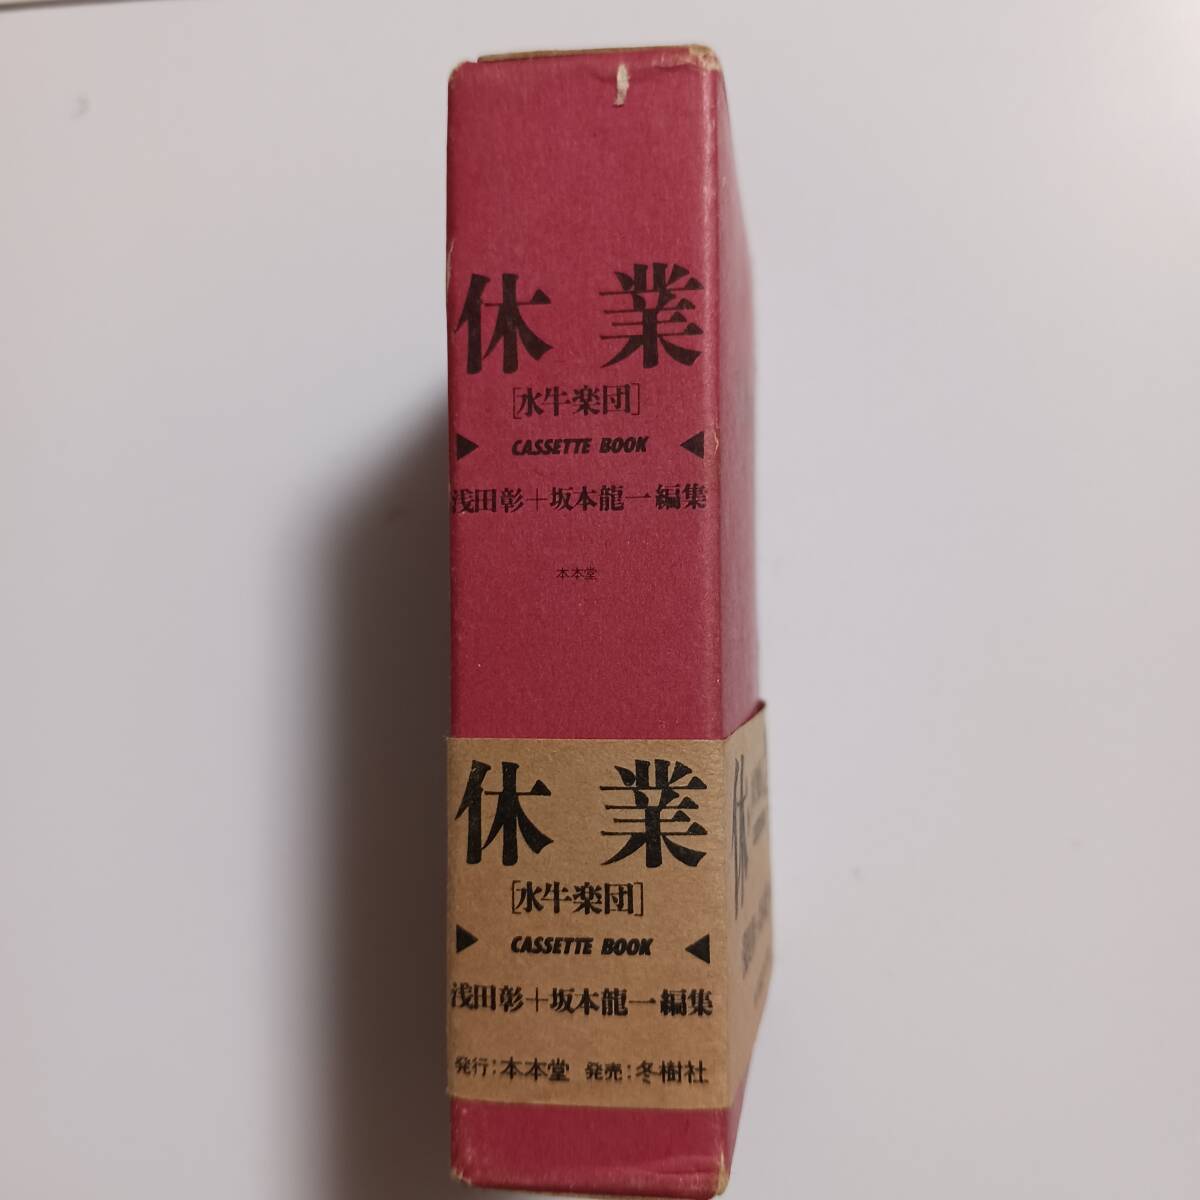 休業
[水牛楽団]
▶ CASSETTE BOOK ◀
浅田彰+坂本龍一編集
本本堂
休業
[水牛楽団]
▶ CASSETTE BOOK ◀
浅田彰+坂本龍一編集
発行:本本堂 発売:冬樹社
休